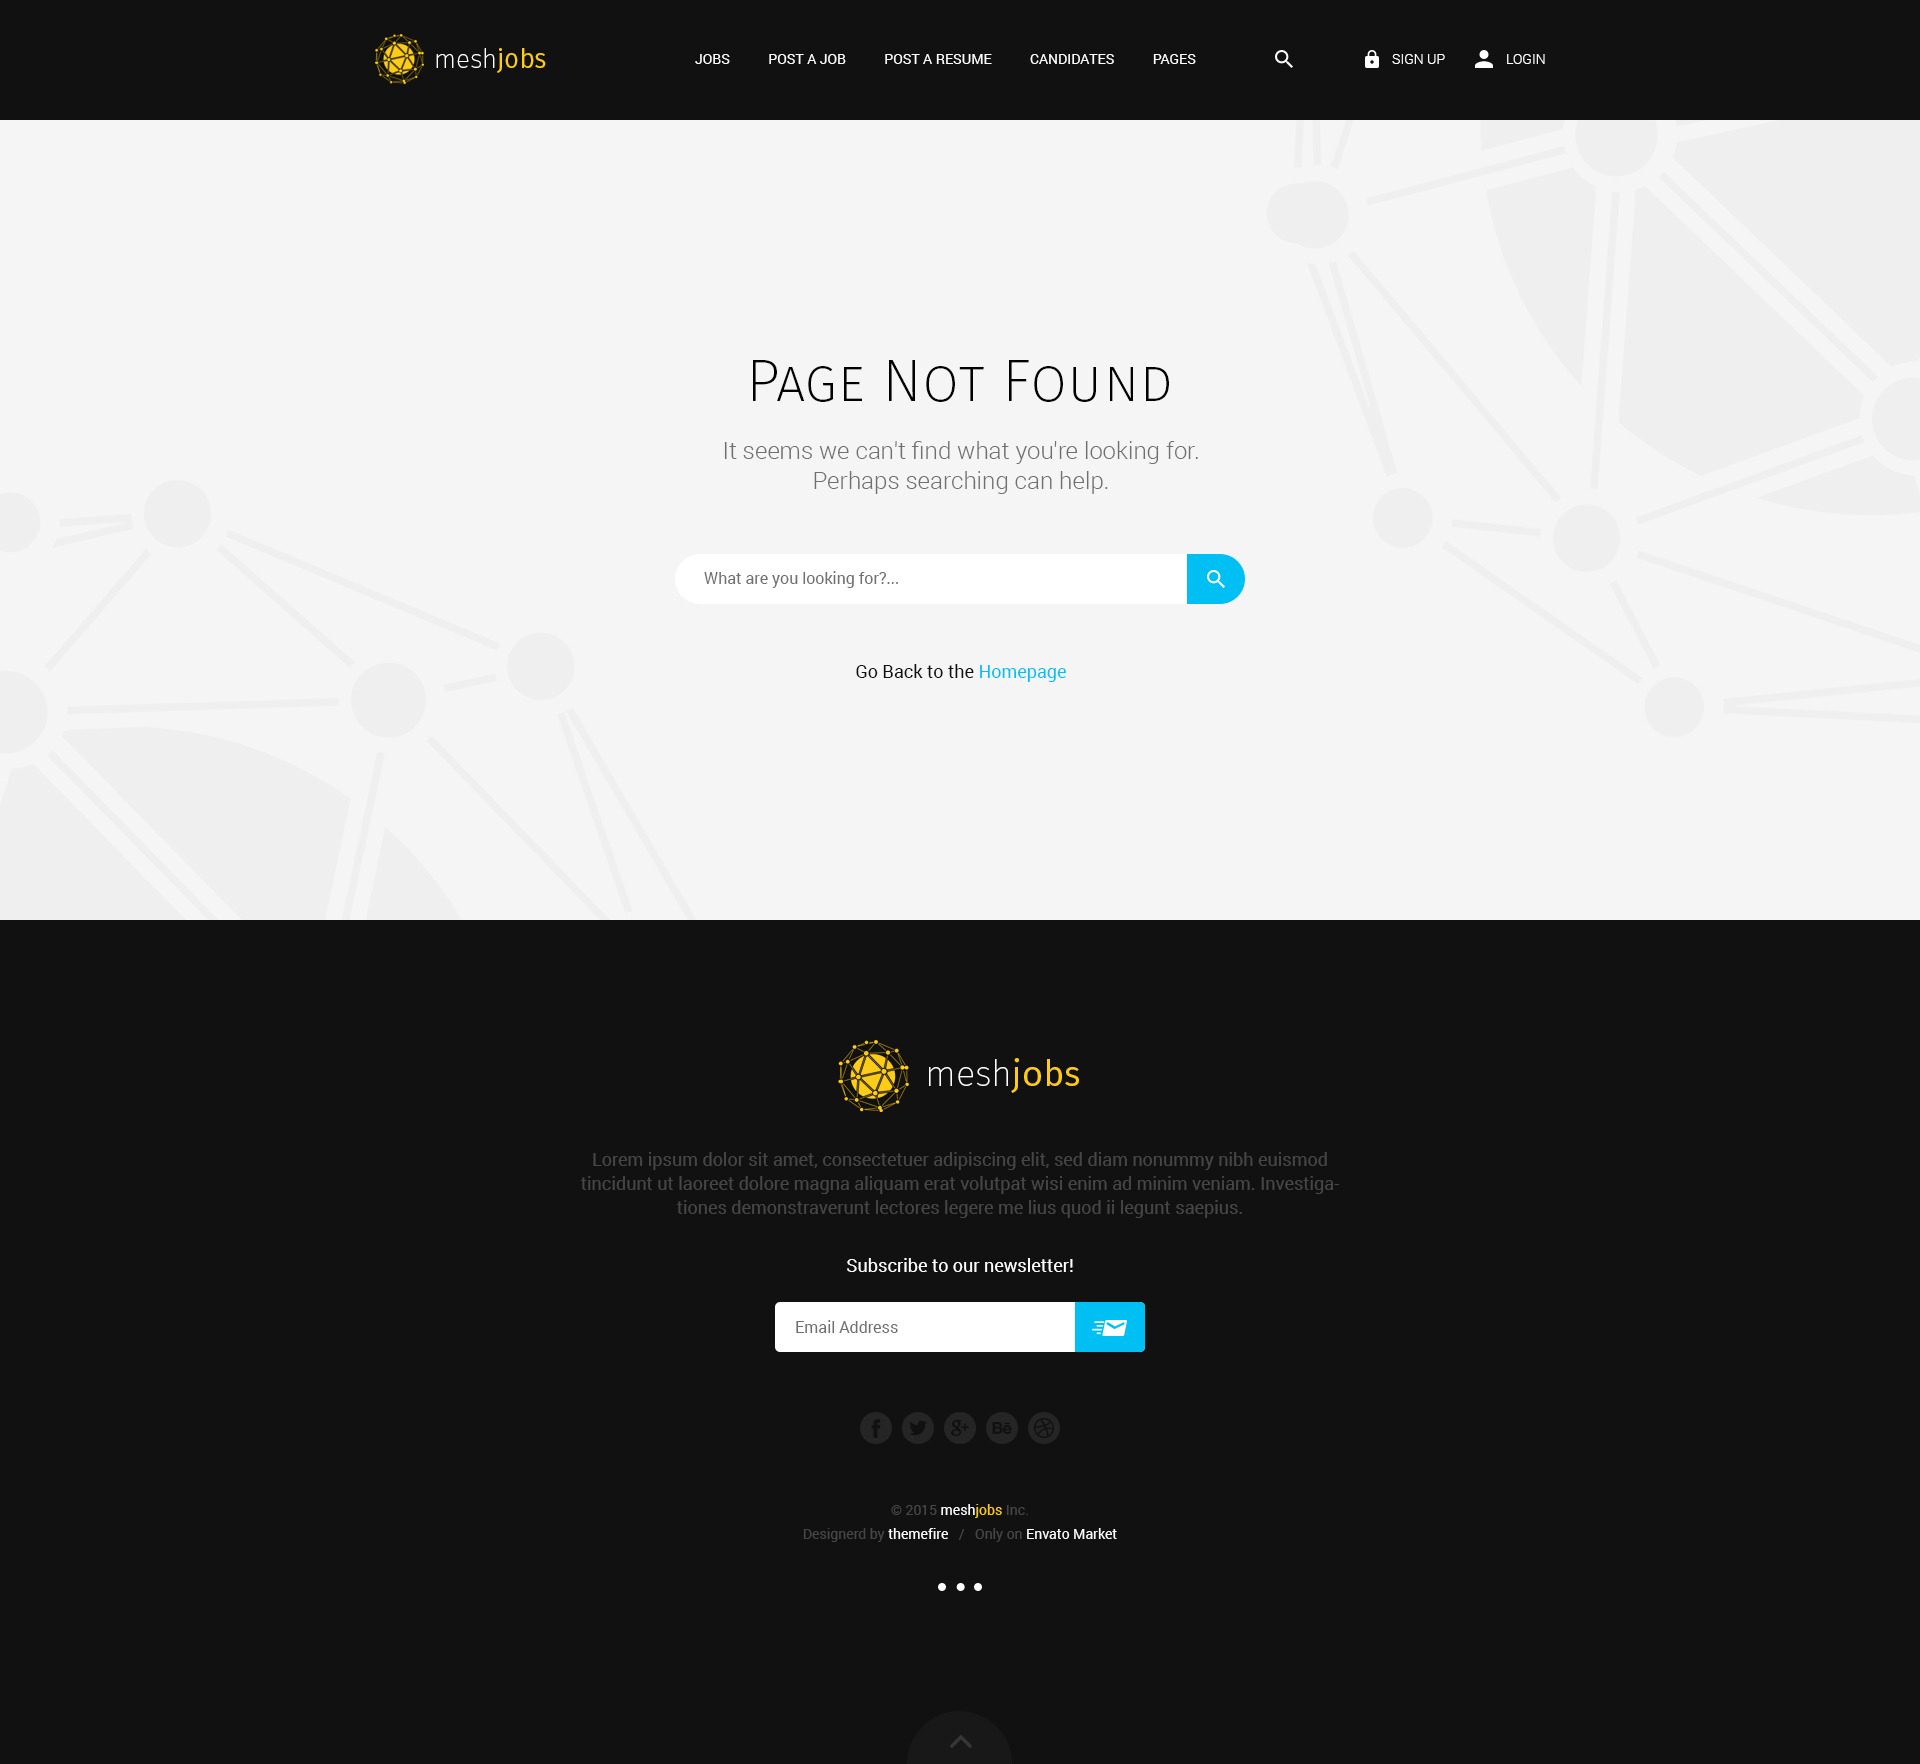 meshjobs
JOBS POST A JOB POST A RESUME CANDIDATES PAGES SIGN UP LOGIN
Page Not Found
It seems we can't find what you're looking for.
Perhaps searching can help.
What are you looking for?...
Go Back to the Homepage
meshjobs
Lorem ipsum dolor sit amet, consectetuer adipiscing elit, sed diam nonummy nibh euismod
tincidunt ut laoreet dolore magna aliquam erat volutpat wisi enim ad minim veniam. Investiga-
tiones demonstraverunt lectores legere me lius quod ii legunt saepius.
Subscribe to our newsletter!
Email Address
© 2015 meshjobs Inc.
Designerd by themefire / Only on Envato Market